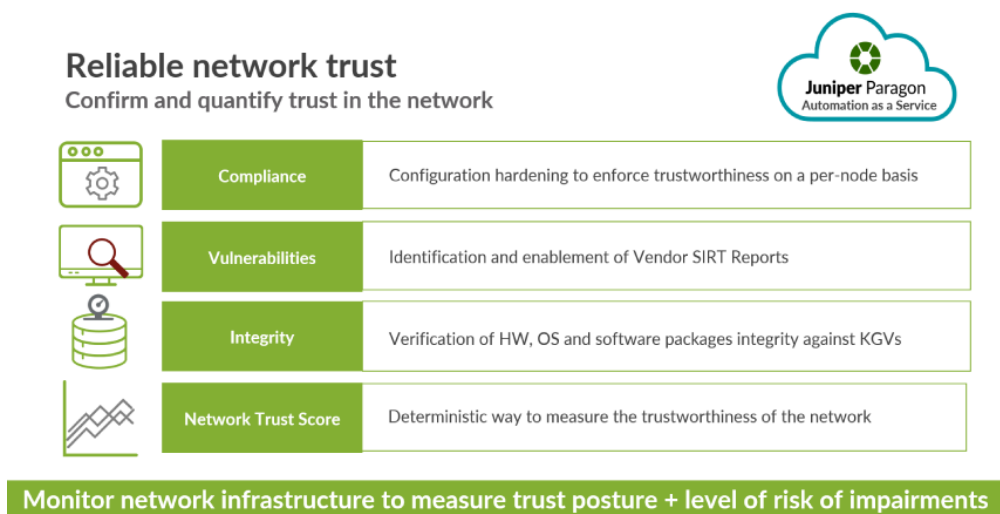 Reliable network trust
Confirm and quantify trust in the network
Juniper Paragon
Automation as a Service
Compliance
Configuration hardening to enforce trustworthiness on a per-node basis
Vulnerabilities
Identification and enablement of Vendor SIRT Reports
Integrity
Verification of HW, OS and software packages integrity against KGVs
Network Trust Score
Deterministic way to measure the trustworthiness of the network
Monitor network infrastructure to measure trust posture + level of risk of impairments